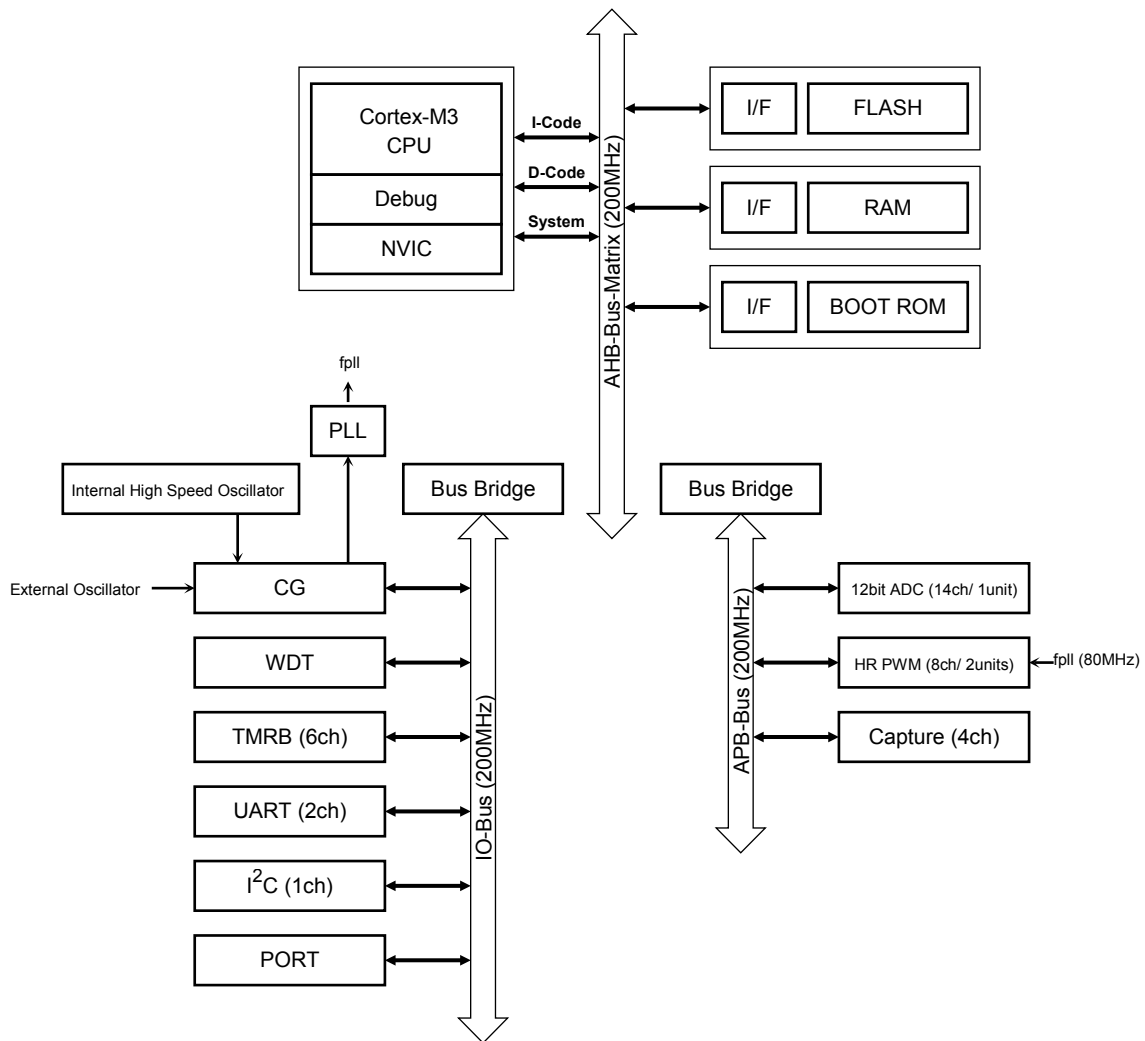 Cortex-M3
CPU
Debug
NVIC
I-Code
D-Code
System
AHB-Bus-Matrix (200MHz)
I/F
FLASH
I/F
RAM
I/F
BOOT ROM
fpll
PLL
Internal High Speed Oscillator
Bus Bridge
Bus Bridge
External Oscillator
CG
WDT
TMRB (6ch)
UART (2ch)
I²C (1ch)
PORT
IO-Bus (200MHz)
APB-Bus (200MHz)
12bit ADC (14ch/ 1unit)
HR PWM (8ch/ 2units)
fpll (80MHz)
Capture (4ch)